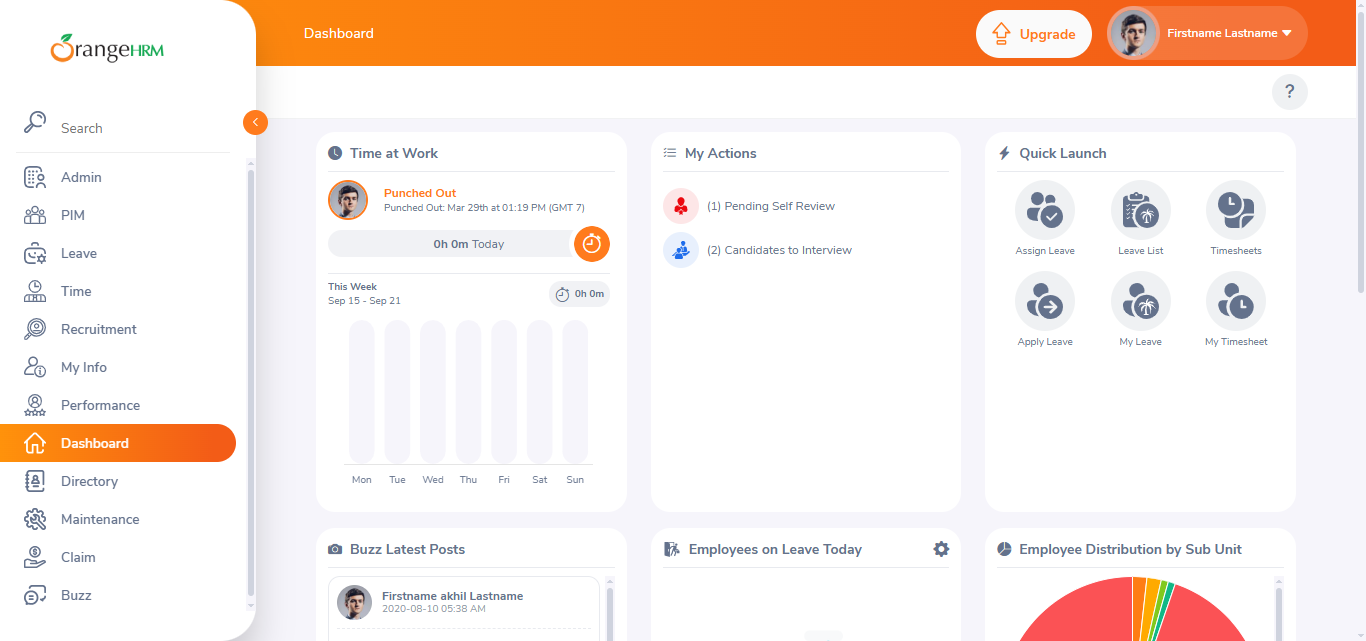 OrangeHRM
Search
Admin
PIM
Leave
Time
Recruitment
My Info
Performance
Dashboard
Directory
Maintenance
Claim
Buzz
Dashboard
Upgrade
Firstname Lastname
?
Time at Work
Punched Out
Punched Out: Mar 29th at 01:19 PM (GMT 7)
0h 0m Today
This Week
Sep 15 - Sep 21
0h 0m
Mon Tue Wed Thu Fri Sat Sun
My Actions
(1) Pending Self Review
(2) Candidates to Interview
Quick Launch
Assign Leave Leave List Timesheets
Apply Leave My Leave My Timesheet
Buzz Latest Posts
Firstname akhil Lastname
2020-08-10 05:38 AM
Employees on Leave Today
Employee Distribution by Sub Unit